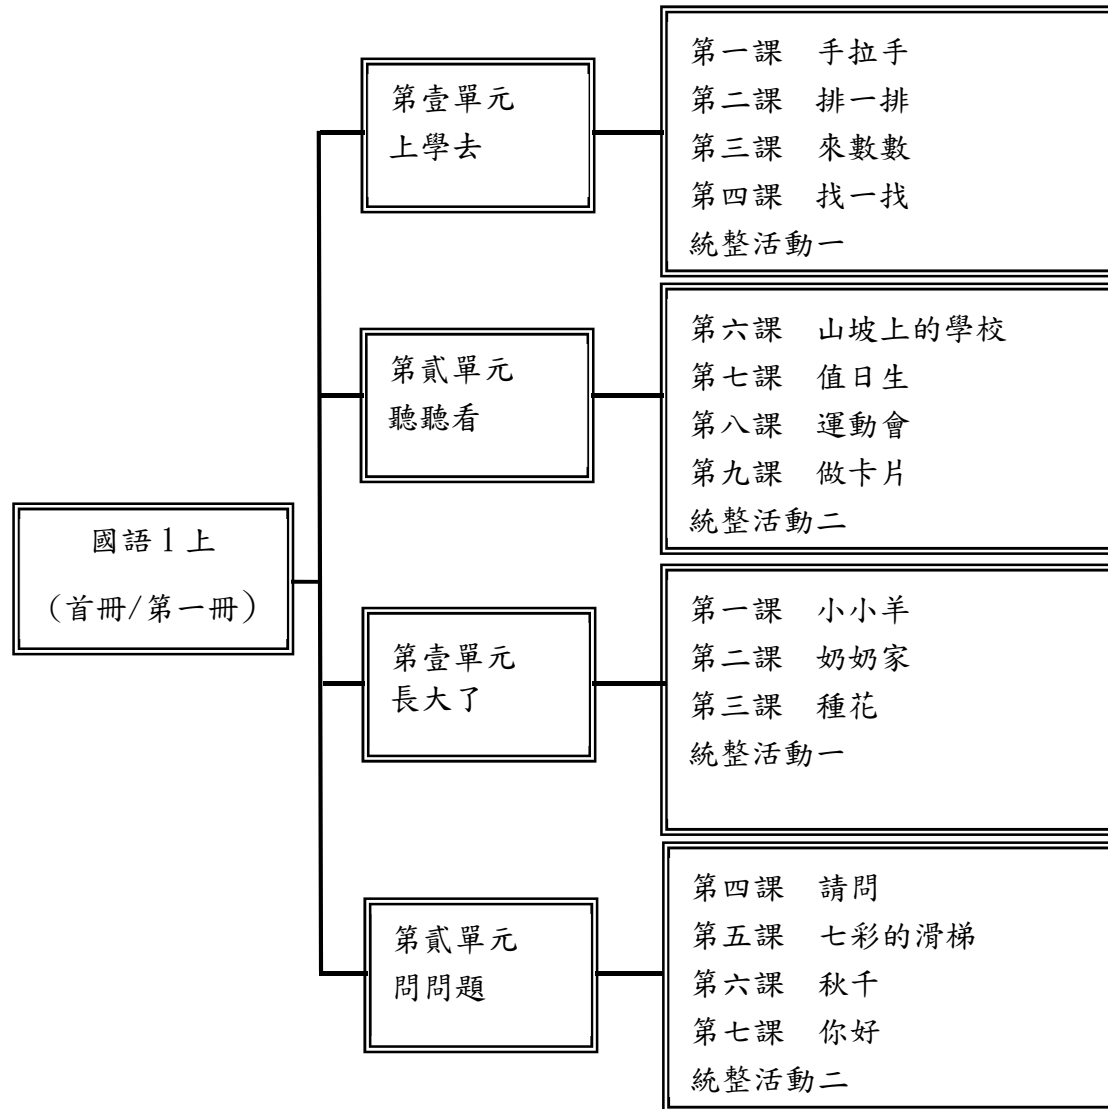 國語1上
(首冊/第一冊)
第壹單元
上學去
第一課　手拉手
第二課　排一排
第三課　來數數
第四課　找一找
統整活動一
第貳單元
聽聽看
第六課　山坡上的學校
第七課　值日生
第八課　運動會
第九課　做卡片
統整活動二
第壹單元
長大了
第一課　小小羊
第二課　奶奶家
第三課　種花
統整活動一
第貳單元
問問題
第四課　請問
第五課　七彩的滑梯
第六課　秋千
第七課　你好
統整活動二